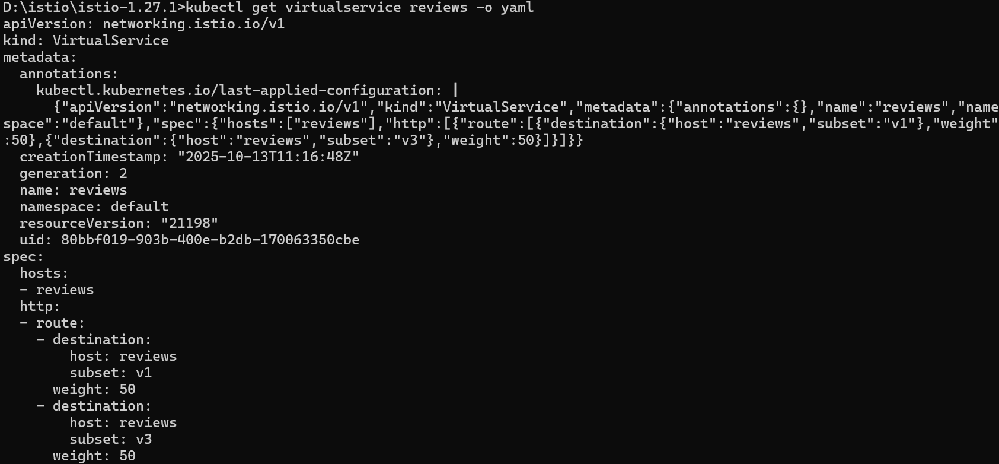 D:\istio\istio-1.27.1>kubectl get virtualservice reviews -o yaml
apiVersion: networking.istio.io/v1
kind: VirtualService
metadata:
  annotations:
    kubectl.kubernetes.io/last-applied-configuration: |
      {"apiVersion":"networking.istio.io/v1","kind":"VirtualService","metadata":{"annotations":{},"name":"reviews","name
space":"default"},"spec":{"hosts":["reviews"],"http":[{"route":[{"destination":{"host":"reviews","subset":"v1"},"weight"
:50},{"destination":{"host":"reviews","subset":"v3"},"weight":50}]}]}}
  creationTimestamp: "2025-10-13T11:16:48Z"
  generation: 2
  name: reviews
  namespace: default
  resourceVersion: "21198"
  uid: 80bbf019-903b-400e-b2db-170063350cbe
spec:
  hosts:
  - reviews
  http:
  - route:
    - destination:
        host: reviews
        subset: v1
      weight: 50
    - destination:
        host: reviews
        subset: v3
      weight: 50